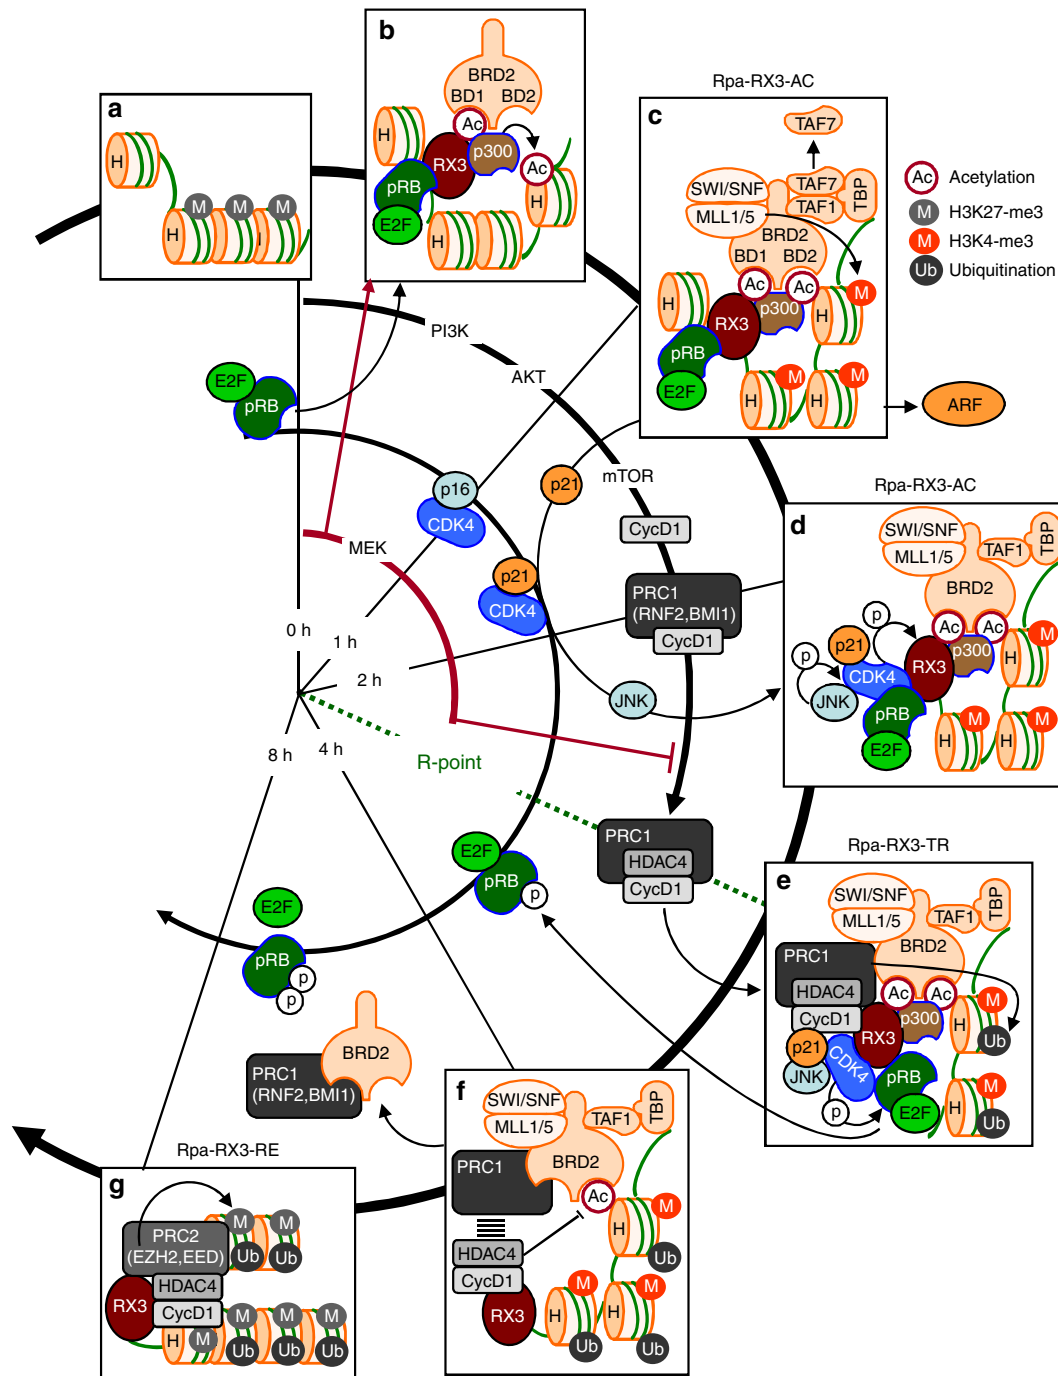 a
H
M
M
M
H
I
b
BRD2
BD1
BD2
Ac
H
RX3
p300
Ac
pRB
E2F
H
H
Rpa-RX3-AC
c
TAF7
SWI/SNF
TAF7
TBP
MLL1/5
TAF1
BRD2
BD1
BD2
Ac
Ac
M
H
p300
H
RX3
pRB
M
M
E2F
H
H
Ac
Acetylation
M
H3K27-me3
M
H3K4-me3
Ub
Ubiquitination
ARF
PI3K
AKT
mTOR
E2F
pRB
p16
CDK4
p21
CycD1
MEK
p21
CDK4
PRC1
(RNF2,BMI1)
CycD1
0 h
1 h
2 h
4 h
8 h
JNK
R-point
Rpa-RX3-AC
d
SWI/SNF
TBP
MLL1/5
TAF1
BRD2
p
Ac
Ac
M
p
p21
RX3
p300
H
CDK4
JNK
pRB
M
M
E2F
H
H
PRC1
HDAC4
CycD1
E2F
pRB
p
Rpa-RX3-TR
e
SWI/SNF
TBP
MLL1/5
TAF1
BRD2
PRC1
HDAC4
Ac
Ac
M
CycD1
p300
H
p21
RX3
Ub
JNK
CDK4
pRB
M
p
E2F
H
Ub
E2F
pRB
p
p
BRD2
PRC1
(RNF2,BMI1)
f
SWI/SNF
TBP
MLL1/5
TAF1
PRC1
BRD2
Ac
M
H
HDAC4
Ub
CycD1
M
M
RX3
H
H
Ub
Ub
Rpa-RX3-RE
g
M
M
PRC2
(EZH2,EED)
Ub
Ub
HDAC4
RX3
CycD1
M
M
M
H
M
Ub
Ub
Ub